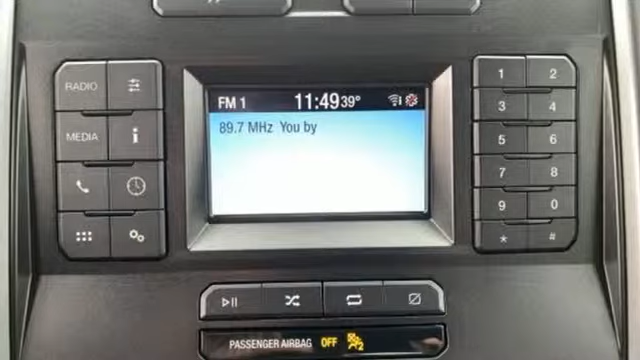 FM 1 11:49 39°
89.7 MHz You by
RADIO
MEDIA i
1 2
3 4
5 6
7 8
9 0
* #
PASSENGER AIRBAG OFF 2